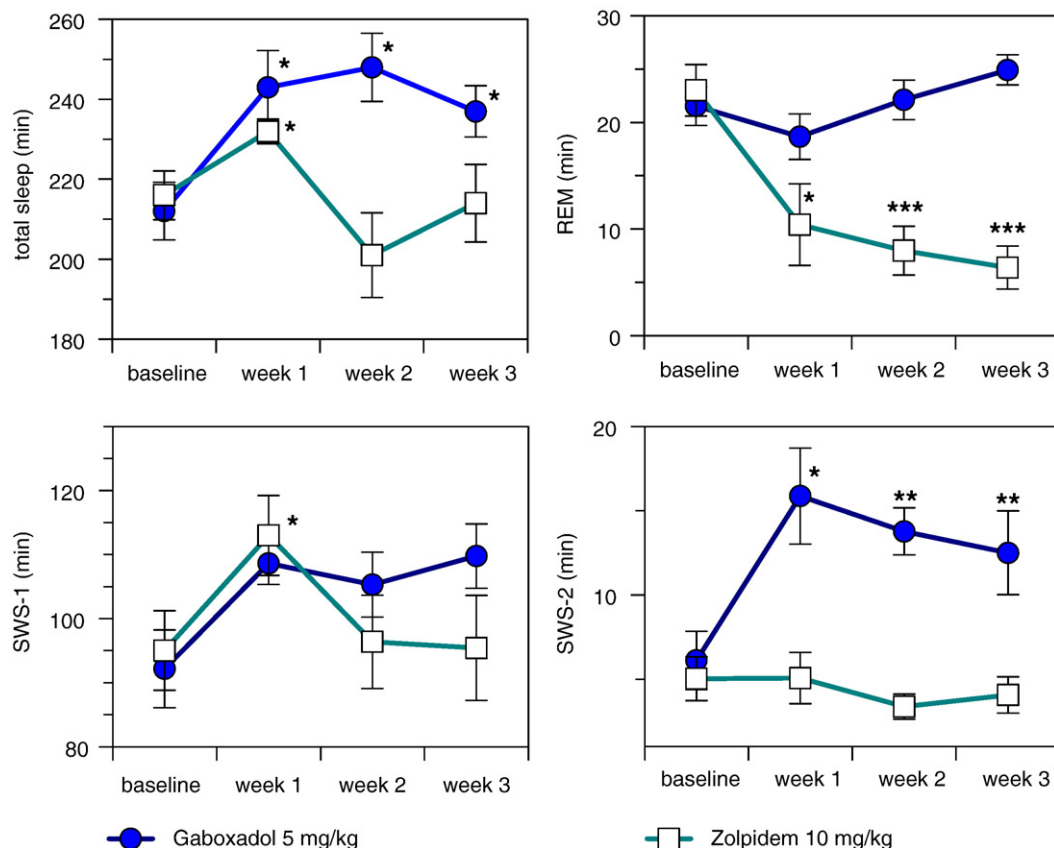 total sleep (min)
260
240
220
200
180
*
*
*
*
baseline
week 1
week 2
week 3
REM (min)
30
20
10
0
*
***
***
baseline
week 1
week 2
week 3
SWS-1 (min)
120
100
80
*
baseline
week 1
week 2
week 3
SWS-2 (min)
20
10
*
**
**
baseline
week 1
week 2
week 3
Gaboxadol 5 mg/kg
Zolpidem 10 mg/kg